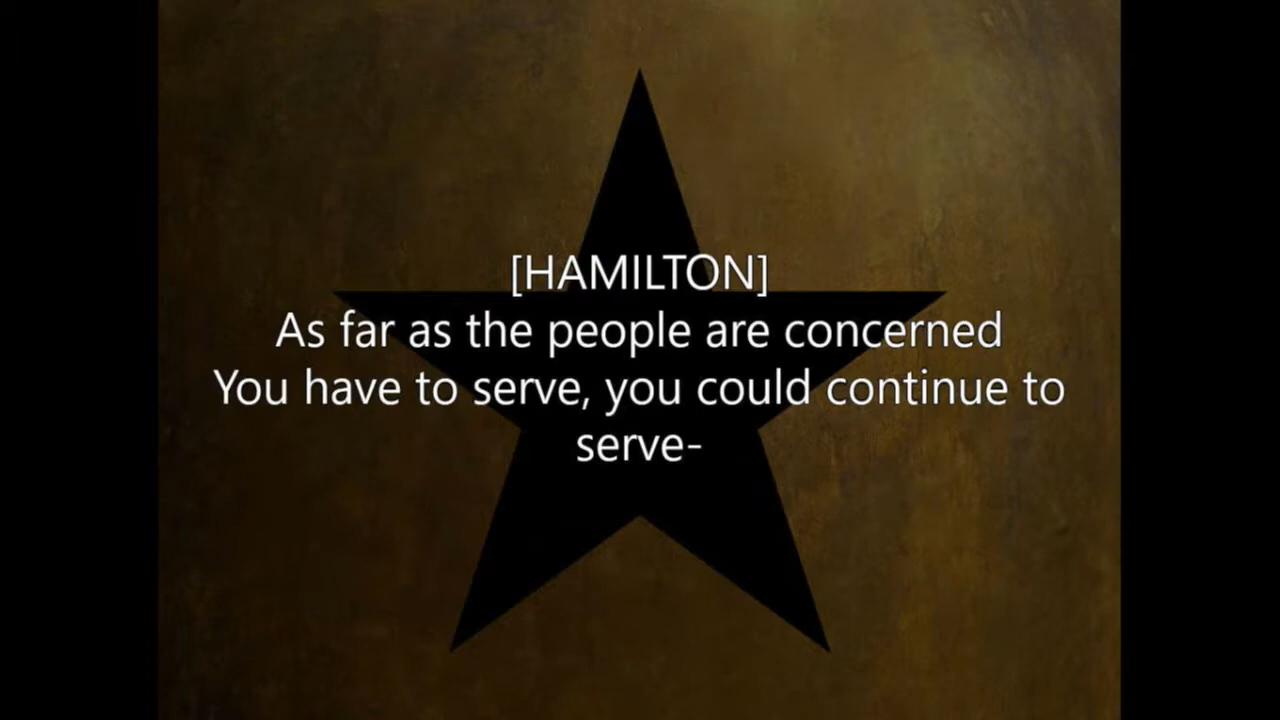 [HAMILTON]
As far as the people are concerned
You have to serve, you could continue to
serve-